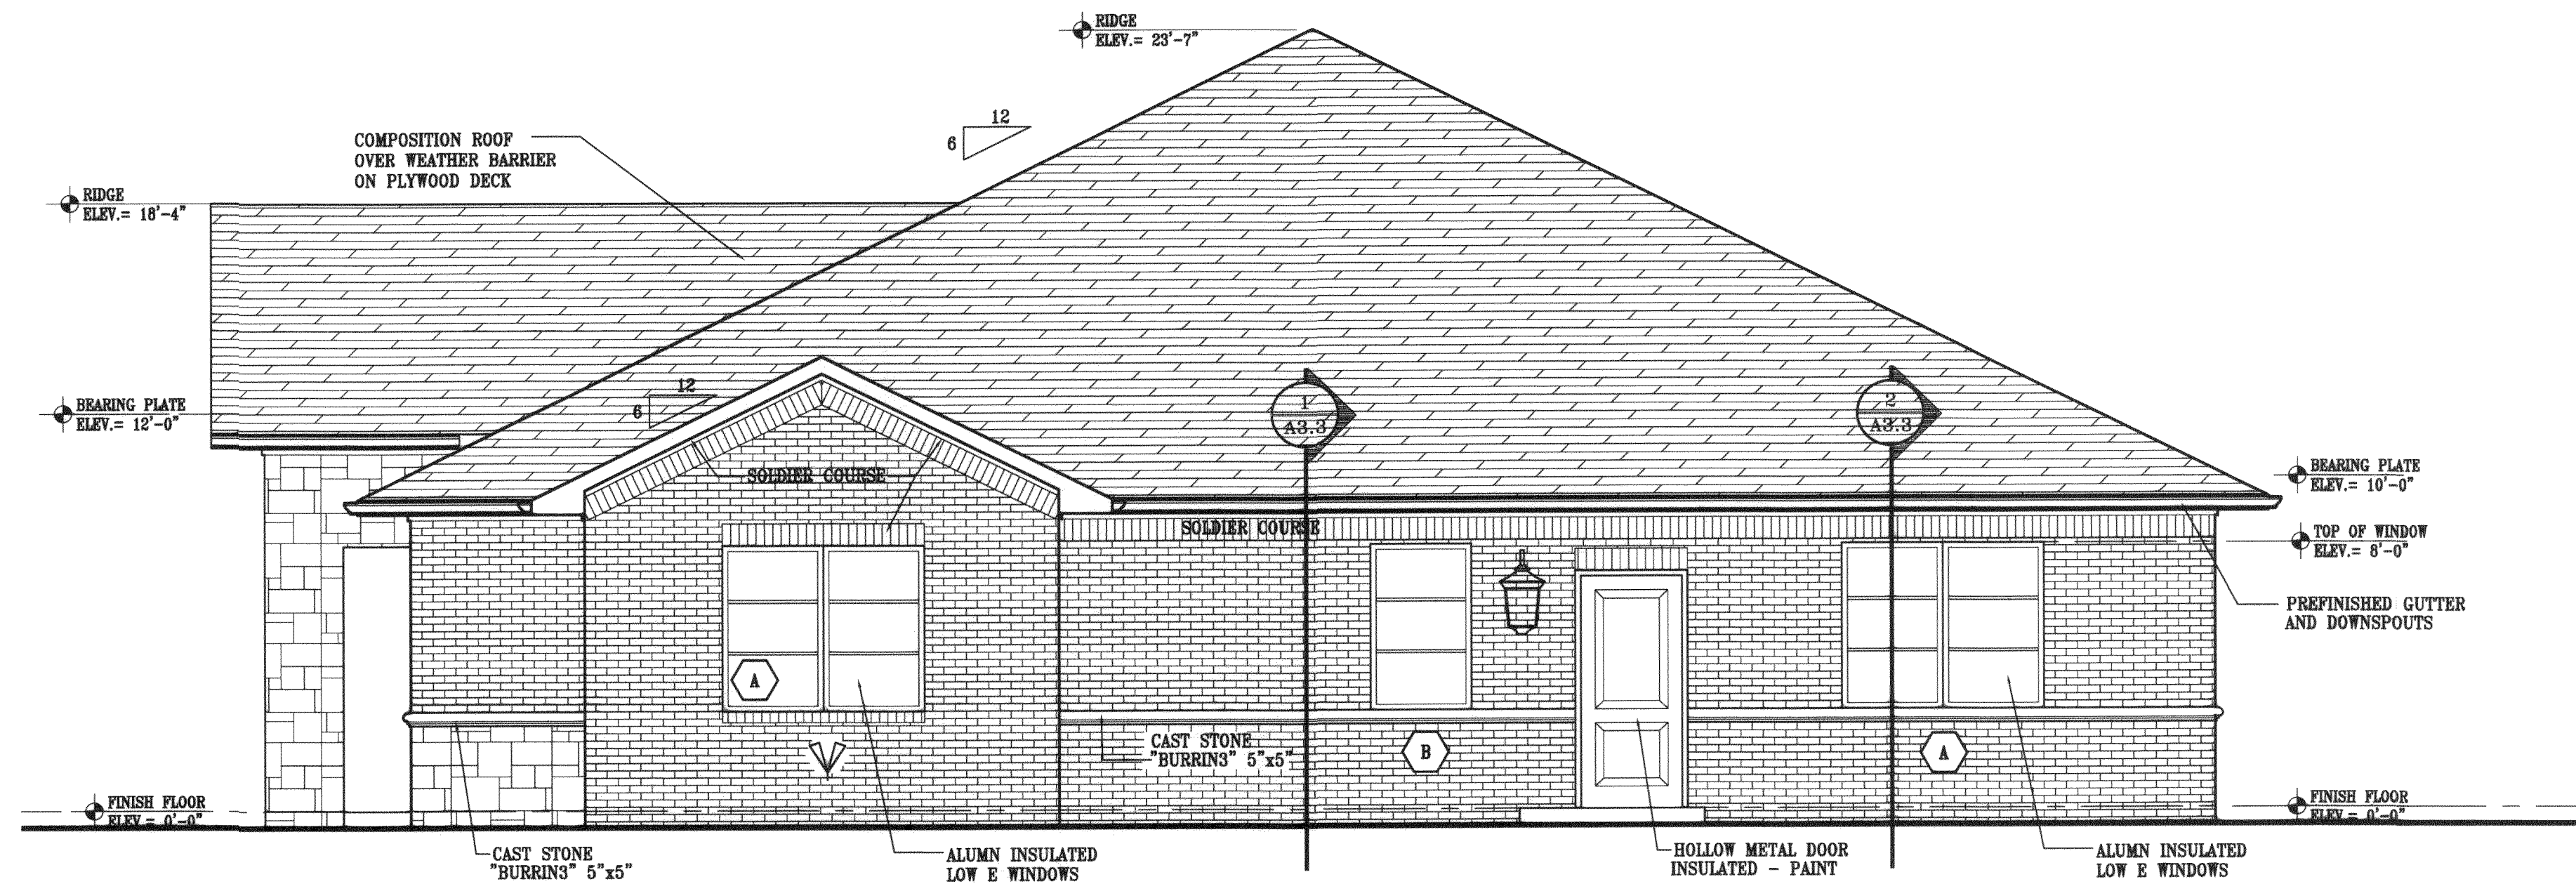 RIDGE
ELEV.= 23'-7"
12
6
COMPOSITION ROOF
OVER WEATHER BARRIER
ON PLYWOOD DECK
RIDGE
ELEV.= 18'-4"
12
6
BEARING PLATE
ELEV.= 12'-0"
1
A3.3
2
A3.3
SOLDIER COURSE
BEARING PLATE
ELEV.= 10'-0"
SOLDIER COURSE
TOP OF WINDOW
ELEV.= 8'-0"
PREFINISHED GUTTER
AND DOWNSPOUTS
A
CAST STONE
"BURRIN3" 5"x5"
B
A
FINISH FLOOR
ELEV = 0'-0"
FINISH FLOOR
ELEV = 0'-0"
CAST STONE
"BURRIN3" 5"x5"
ALUMN INSULATED
LOW E WINDOWS
HOLLOW METAL DOOR
INSULATED - PAINT
ALUMN INSULATED
LOW E WINDOWS